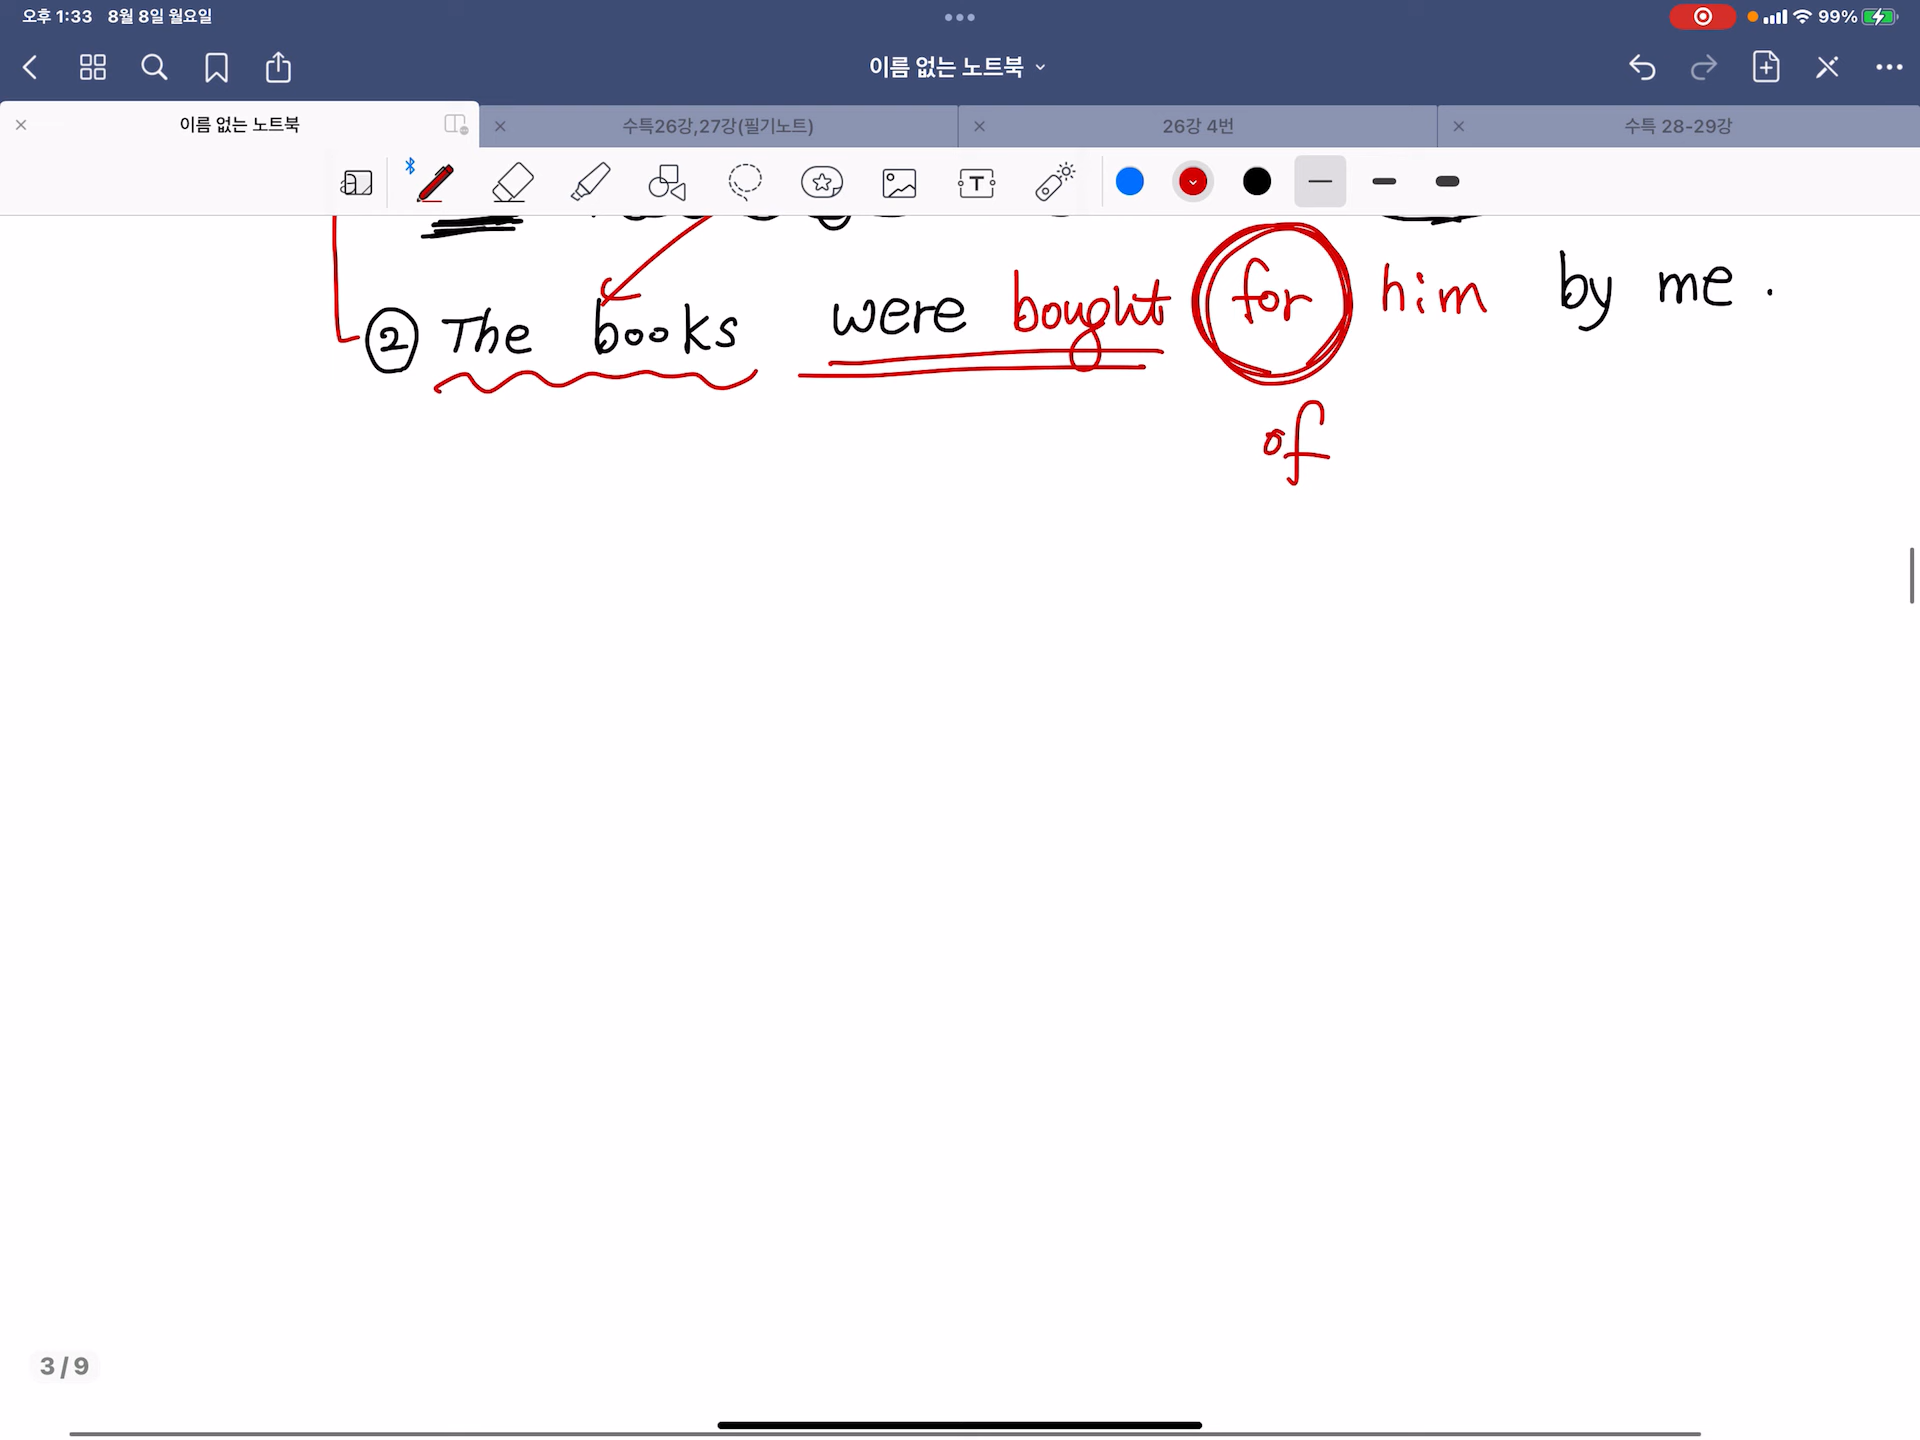 오후 1:33 8월 8일 월요일 99%
이름 없는 노트북
이름 없는 노트북 수특26강,27강(필기노트) 26강 4번 수특 28-29강
② The books were bought for him by me.
of
3 / 9